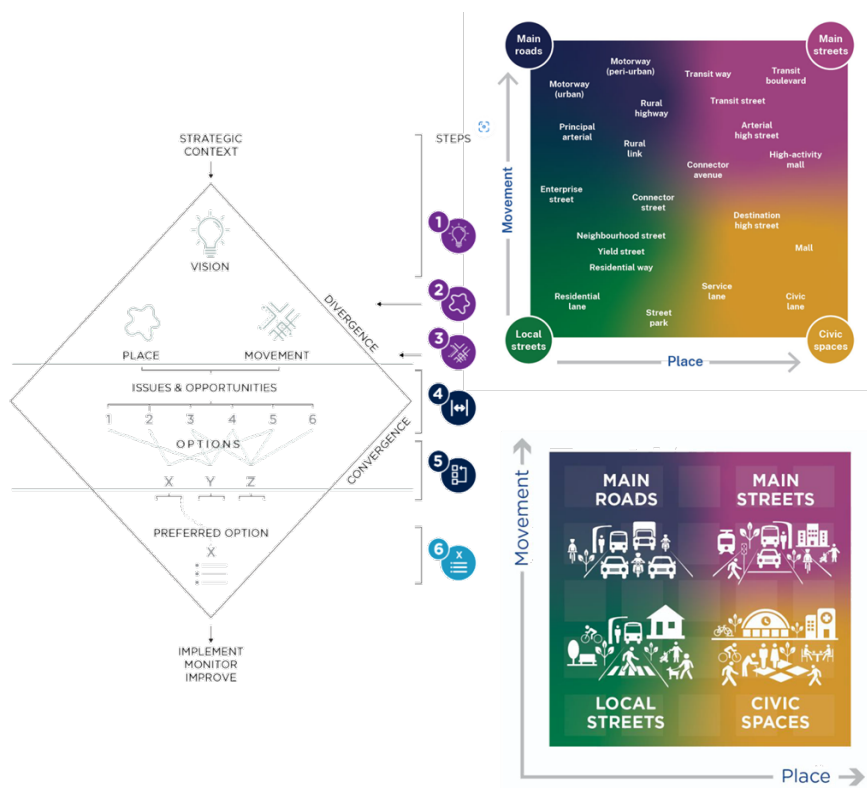 STRATEGIC
CONTEXT
STEPS
VISION
1
DIVERGENCE
2
3
PLACE
MOVEMENT
ISSUES & OPPORTUNITIES
1 2 3 4 5 6
4
OPTIONS
CONVERGENCE
X Y Z
5
PREFERRED OPTION
X
6
X
IMPLEMENT
MONITOR
IMPROVE
Main
roads
Main
streets
Motorway
(peri-urban)
Motorway
(urban)
Transit way
Transit
boulevard
Rural
highway
Transit street
Principal
arterial
Arterial
high street
Rural
link
High-activity
mall
Connector
avenue
Enterprise
street
Connector
street
Destination
high street
Neighbourhood street
Mall
Yield street
Residential way
Residential
lane
Service
lane
Civic
lane
Street
park
Local
streets
Civic
spaces
Movement
Place
Movement
MAIN
ROADS
MAIN
STREETS
LOCAL
STREETS
CIVIC
SPACES
Place